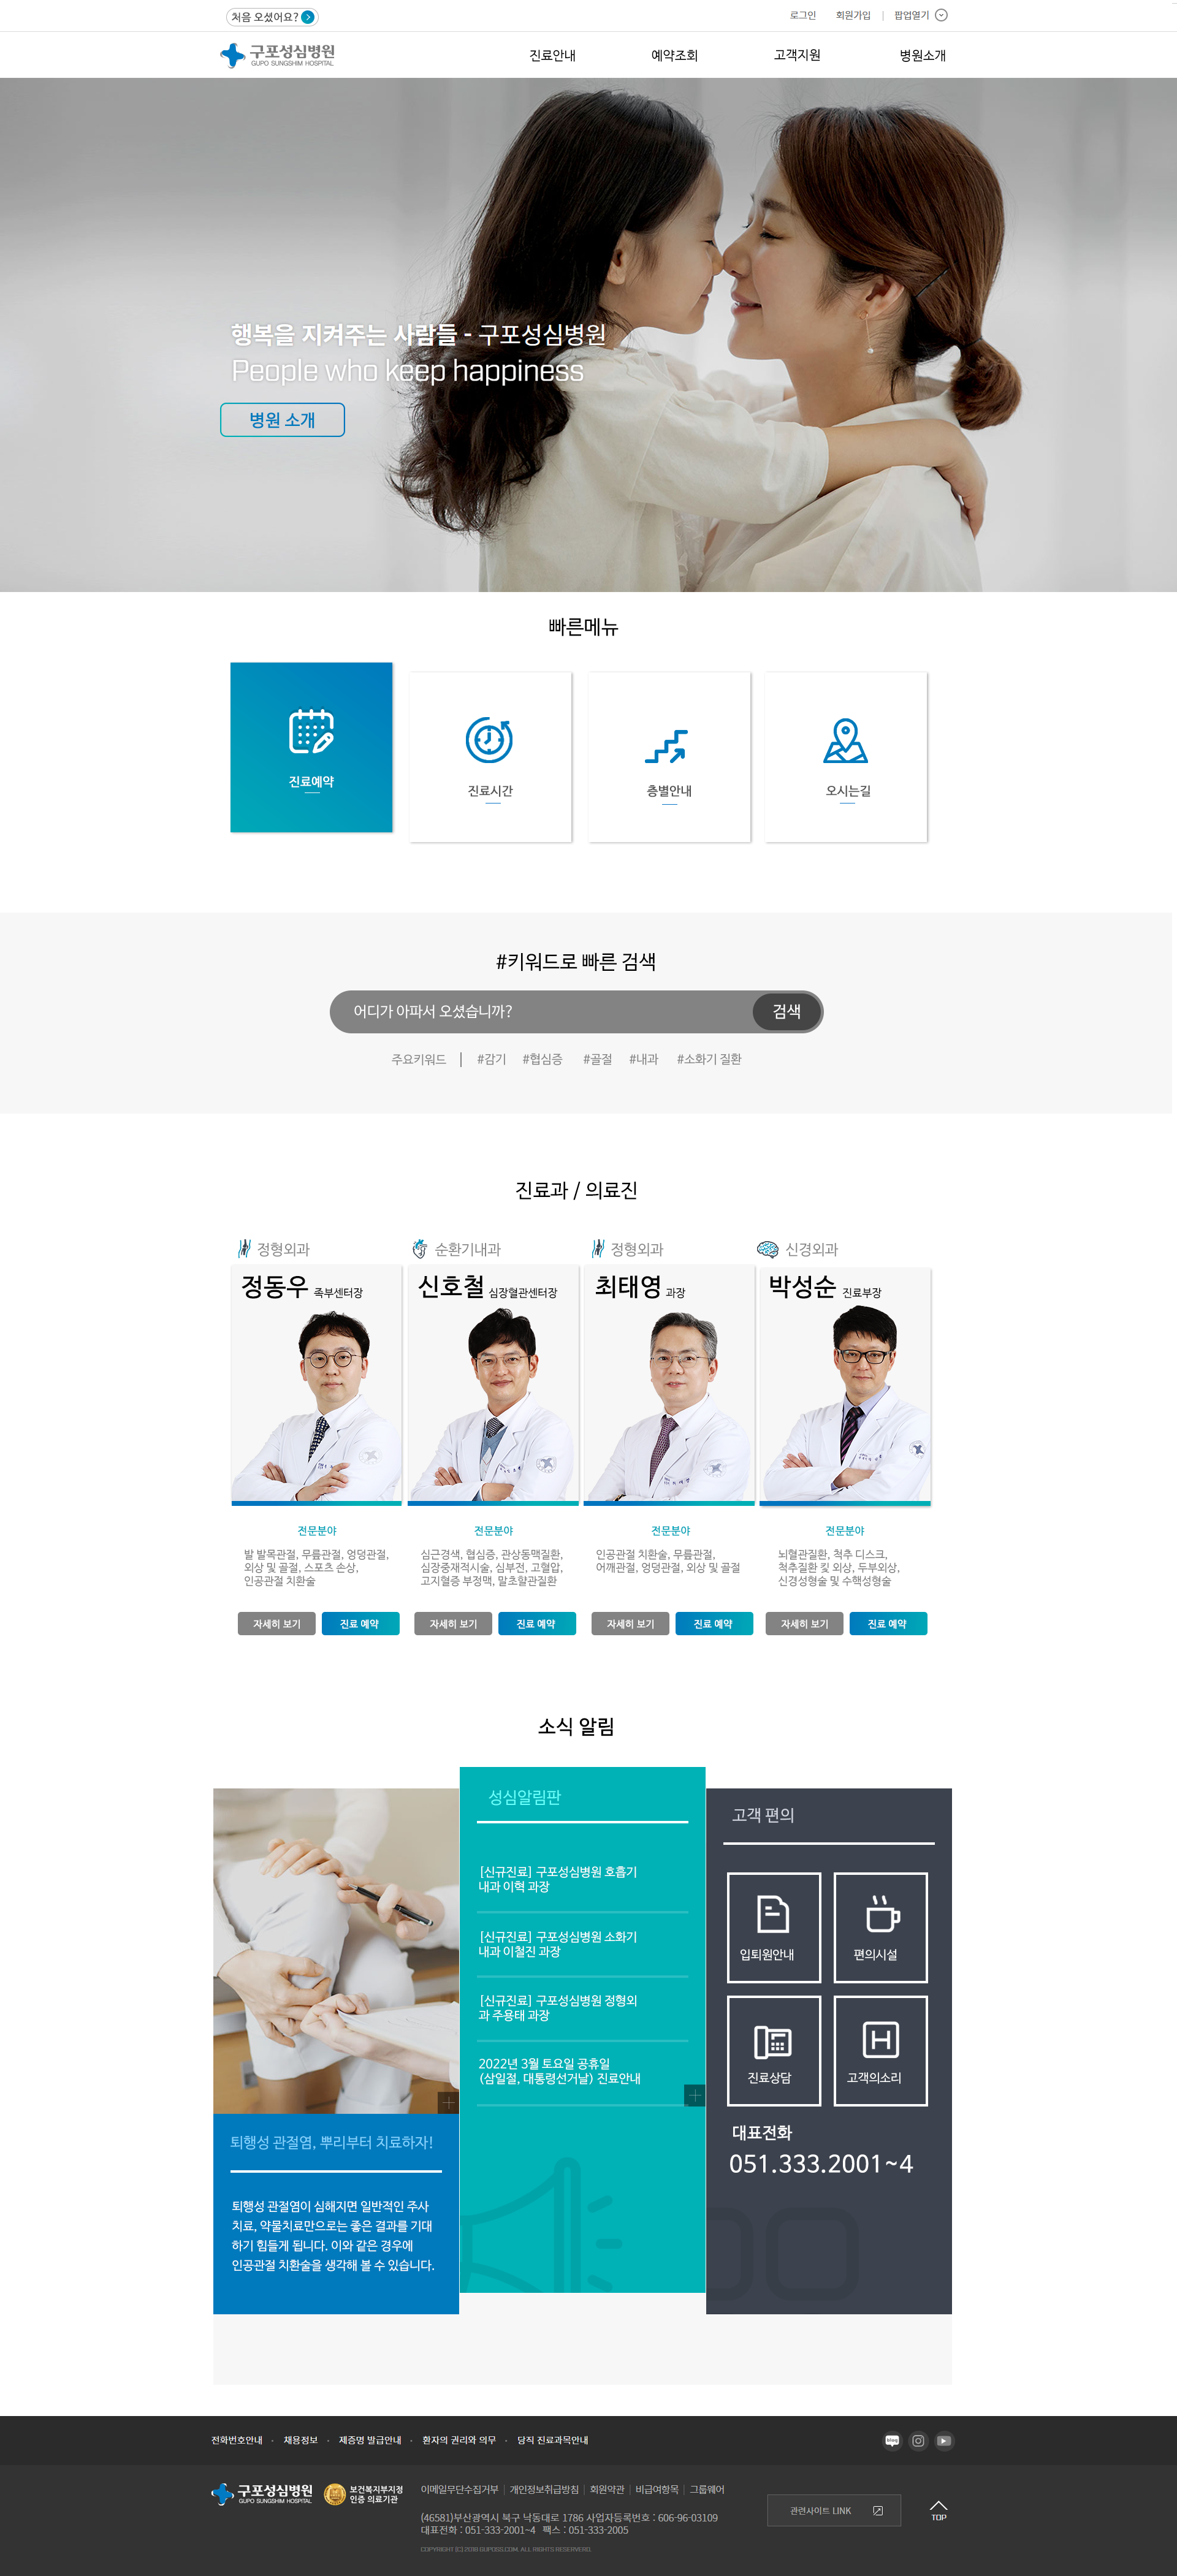 처음 오셨어요?
로그인 회원가입 | 팝업열기
구포성심병원
GUPO SUNGSHIM HOSPITAL
진료안내 예약조회 고객지원 병원소개
행복을 지켜주는 사람들 - 구포성심병원
People who keep happiness
병원 소개
빠른메뉴
진료예약 진료시간 층별안내 오시는길
#키워드로 빠른 검색
어디가 아파서 오셨습니까? 검색
주요키워드 | #감기 #협심증 #골절 #내과 #소화기 질환
진료과 / 의료진
정형외과
정동우 족부센터장
전문분야
발 발목관절, 무릎관절, 엉덩관절,
외상 및 골절, 스포츠 손상,
인공관절 치환술
자세히 보기 진료 예약
순환기내과
신호철 심장혈관센터장
전문분야
심근경색, 협심증, 관상동맥질환,
심장중재적시술, 심부전, 고혈압,
고지혈증 부정맥, 말초햘관질환
자세히 보기 진료 예약
정형외과
최태영 과장
전문분야
인공관절 치환술, 무릎관절,
어깨관절, 엉덩관절, 외상 및 골절
자세히 보기 진료 예약
신경외과
박성순 진료부장
전문분야
뇌혈관질환, 척추 디스크,
척추질환 및 외상, 두부외상,
신경성형술 및 수핵성형술
자세히 보기 진료 예약
소식 알림
퇴행성 관절염, 뿌리부터 치료하자!
퇴행성 관절염이 심해지면 일반적인 주사
치료, 약물치료만으로는 좋은 결과를 기대
하기 힘들게 됩니다. 이와 같은 경우에
인공관절 치환술을 생각해 볼 수 있습니다.
성심알림판
[신규진료] 구포성심병원 호흡기
내과 이혁 과장
[신규진료] 구포성심병원 소화기
내과 이철진 과장
[신규진료] 구포성심병원 정형외
과 주용태 과장
2022년 3월 토요일 공휴일
(삼일절, 대통령선거날) 진료안내
고객 편의
입퇴원안내 편의시설
진료상담 고객의소리
대표전화
051.333.2001~4
전화번호안내 · 채용정보 · 제증명 발급안내 · 환자의 권리와 의무 · 당직 진료과목안내
blog
구포성심병원
GUPO SUNGSHIM HOSPITAL
보건복지부지정
인증 의료기관
이메일무단수집거부 | 개인정보취급방침 | 회원약관 | 비급여항목 | 그룹웨어
(46581)부산광역시 북구 낙동대로 1786 사업자등록번호 : 606-96-03109
대표전화 : 051-333-2001~4 팩스 : 051-333-2005
COPYRIGHT (C) 2018 GUPOSS.COM. ALL RIGHTS RESERVERD.
관련사이트 LINK
TOP